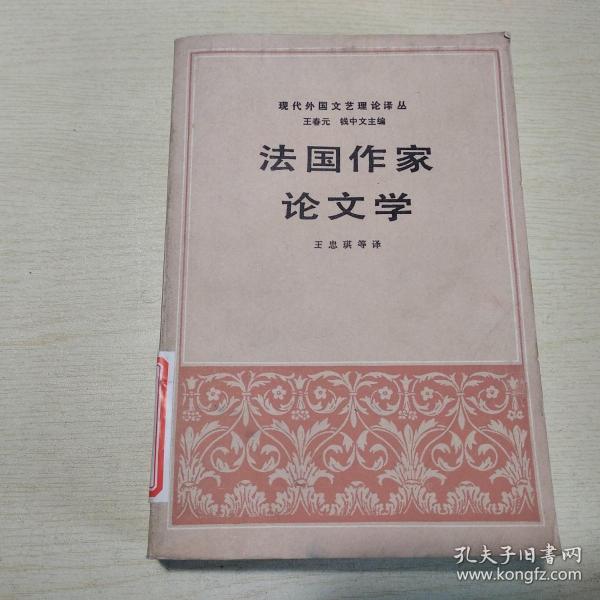 现代外国文艺理论译丛
王春元 钱中文主编
法国作家
论文学
王忠琪等译
孔夫子旧書网
www.kongfz.com